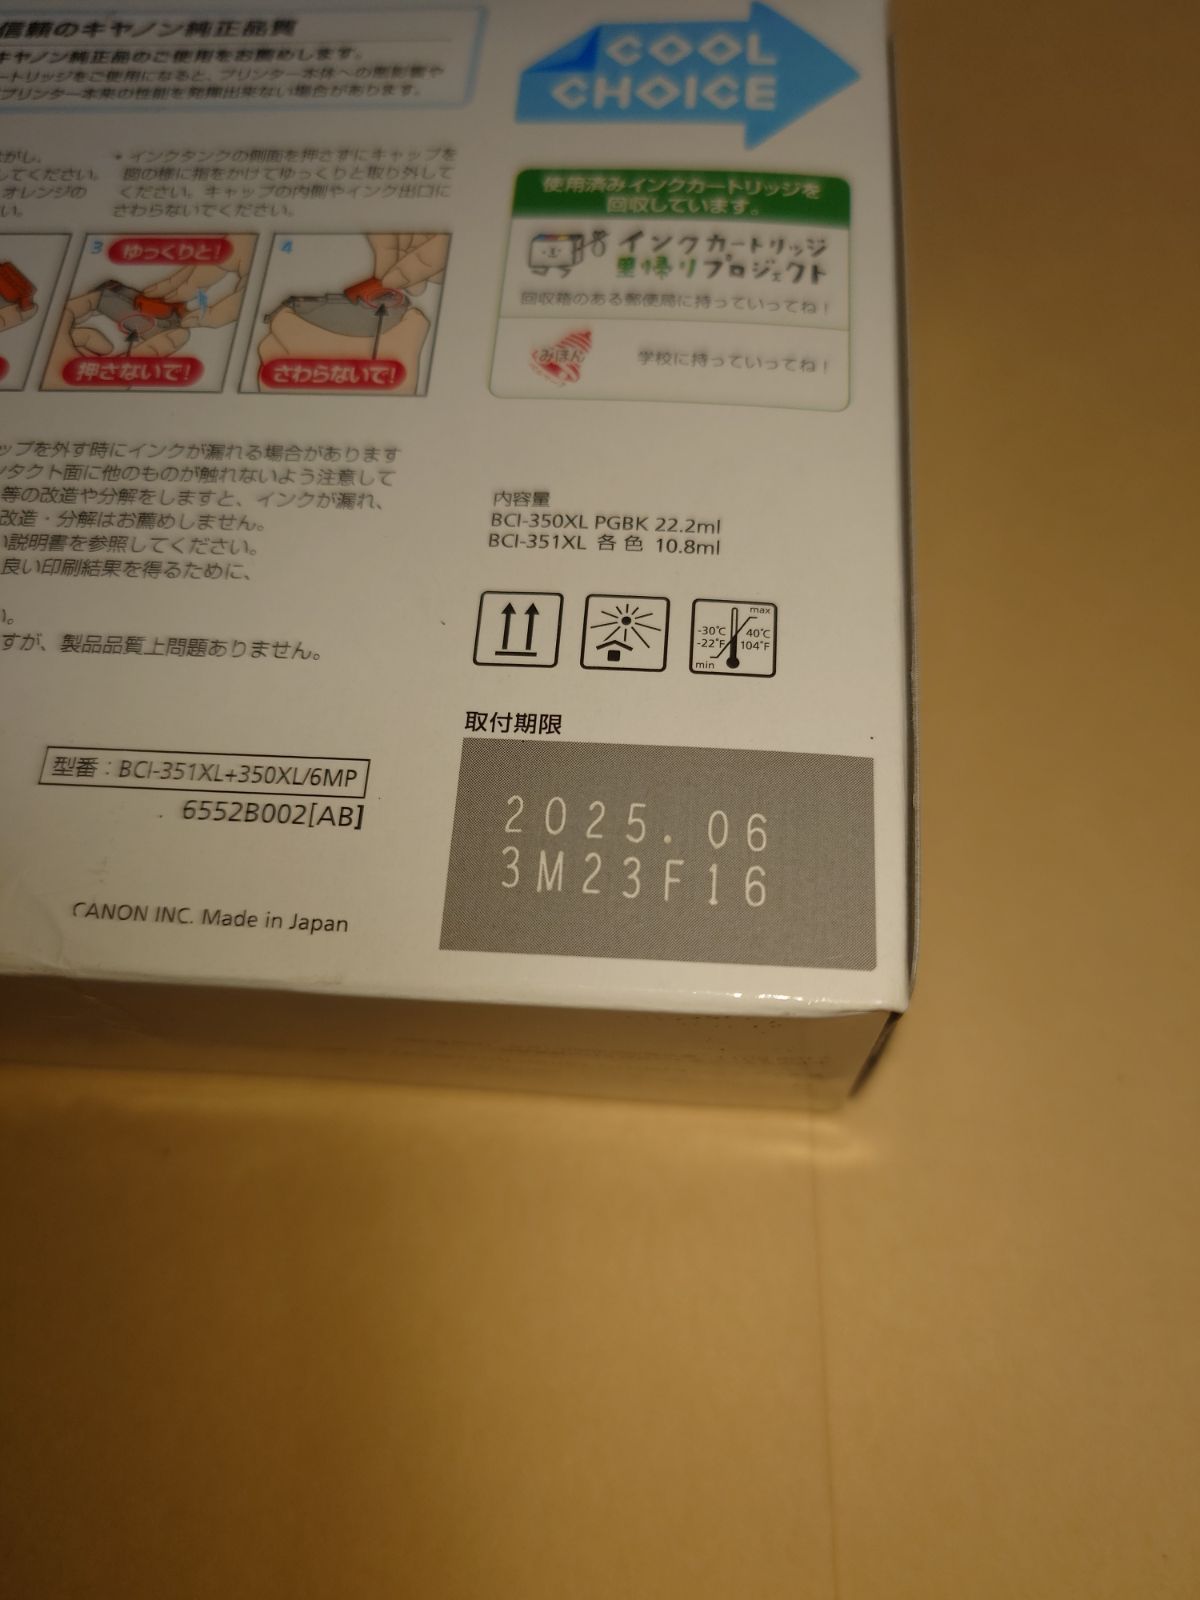 信頼のキヤノン純正品質
キヤノン純正品のご使用をお薦めします。
ートリッジをご使用になると、プリンター本体への悪影響や
プリンター本来の性能を発揮出来ない場合があります。
COOL
CHOICE
がし、
してください。
オレンジの
い。
インクタンクの側面を押さずにキャップを
図の様に指をかけてゆっくりと取り外して
ください。キャップの内側やインク出口に
さわらないでください。
3 ゆっくりと!
押さないで!
4
さわらないで!
使用済みインクカートリッジを
回収しています。
インクカートリッジ
里帰りプロジェクト
回収箱のある郵便局に持っていってね!
みほん
学校に持っていってね!
ップを外す時にインクが漏れる場合があります
ンタクト面に他のものが触れないよう注意して
等の改造や分解をしますと、インクが漏れ、
改造・分解はお薦めしません。
い説明書を参照してください。
良い印刷結果を得るために、
い。
すが、製品品質上問題ありません。
内容量
BCI-350XL PGBK 22.2ml
BCI-351XL 各色 10.8ml
max
-30℃ 40℃
-22°F 104°F
min
型番:BCI-351XL+350XL/6MP
6552B002[AB]
CANON INC. Made in Japan
取付期限
2025.06
3M23F16